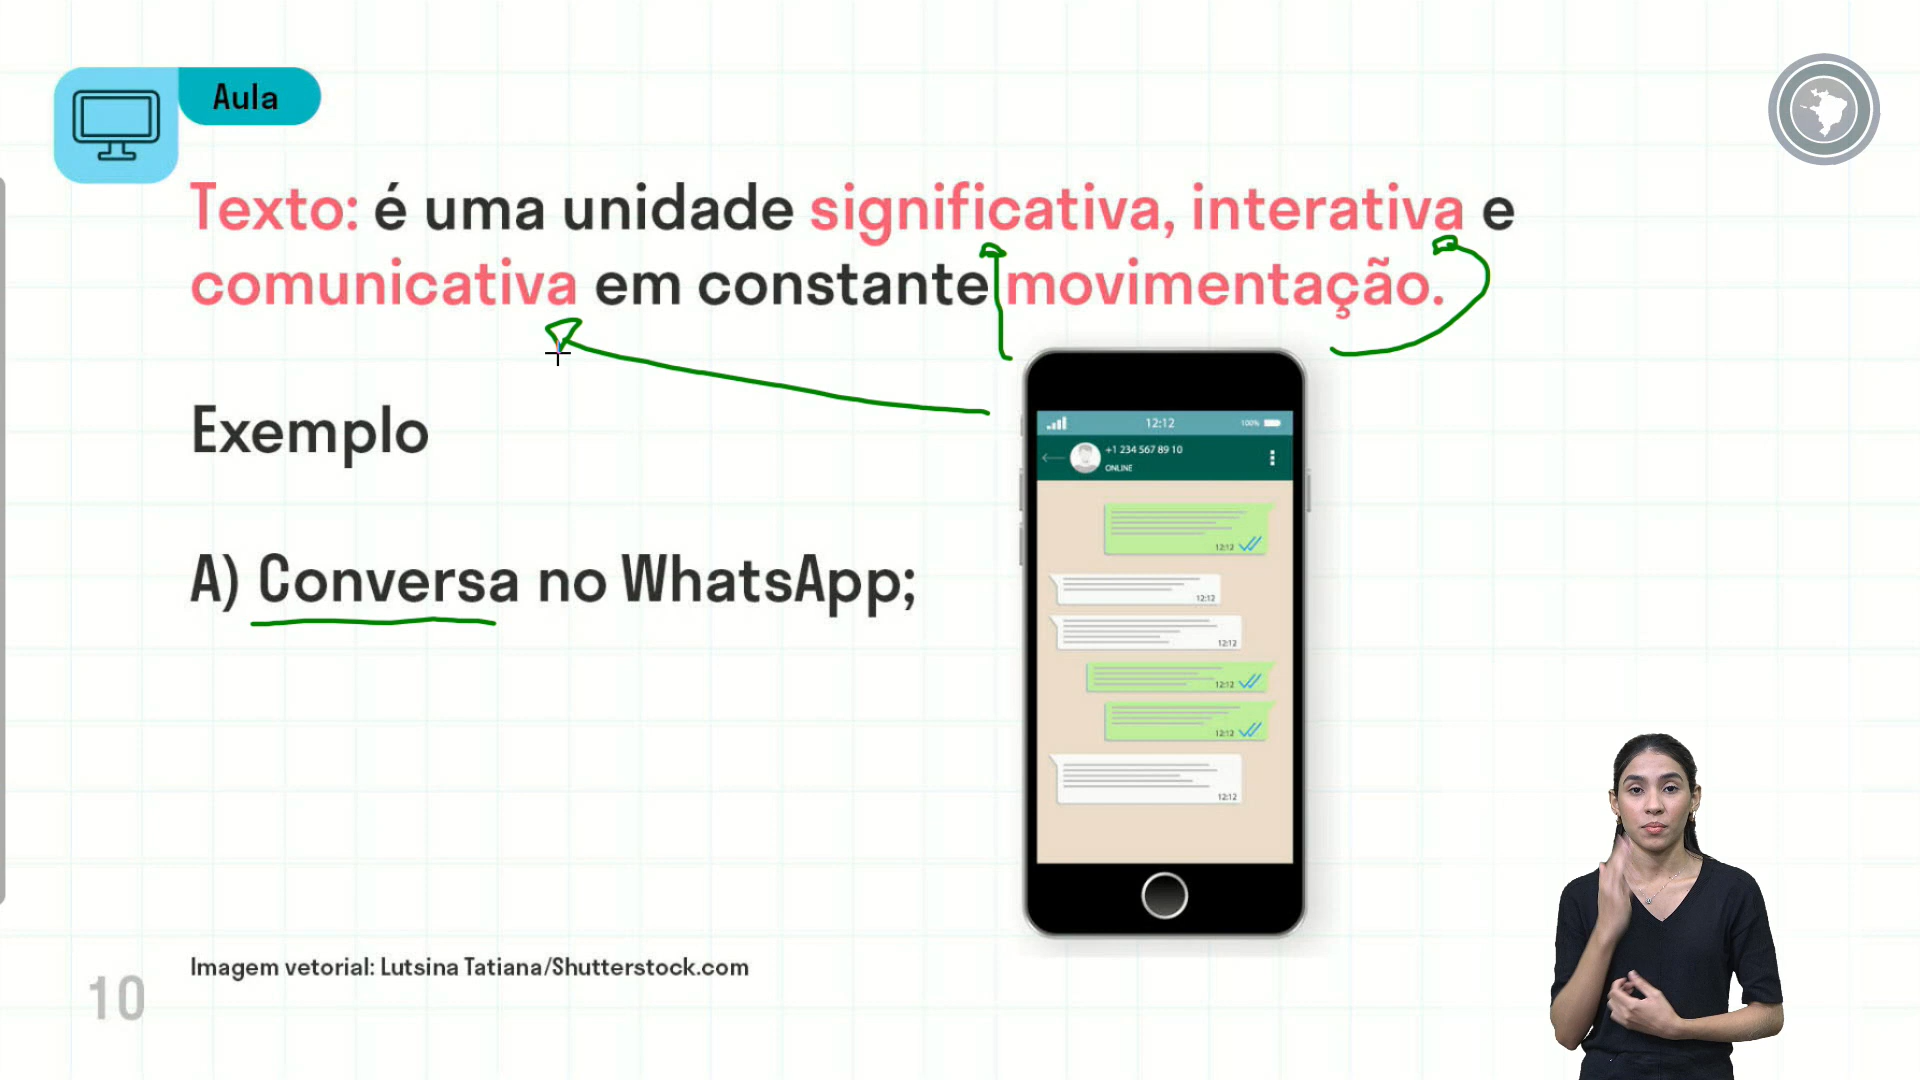 Aula
Texto: é uma unidade significativa, interativa e
comunicativa em constante movimentação.
Exemplo
A) Conversa no WhatsApp;
12:12
100%
+1 234 567 89 10
ONLINE
12:12
12:12
12:12
12:12
12:12
12:12
Imagem vetorial: Lutsina Tatiana/Shutterstock.com
10